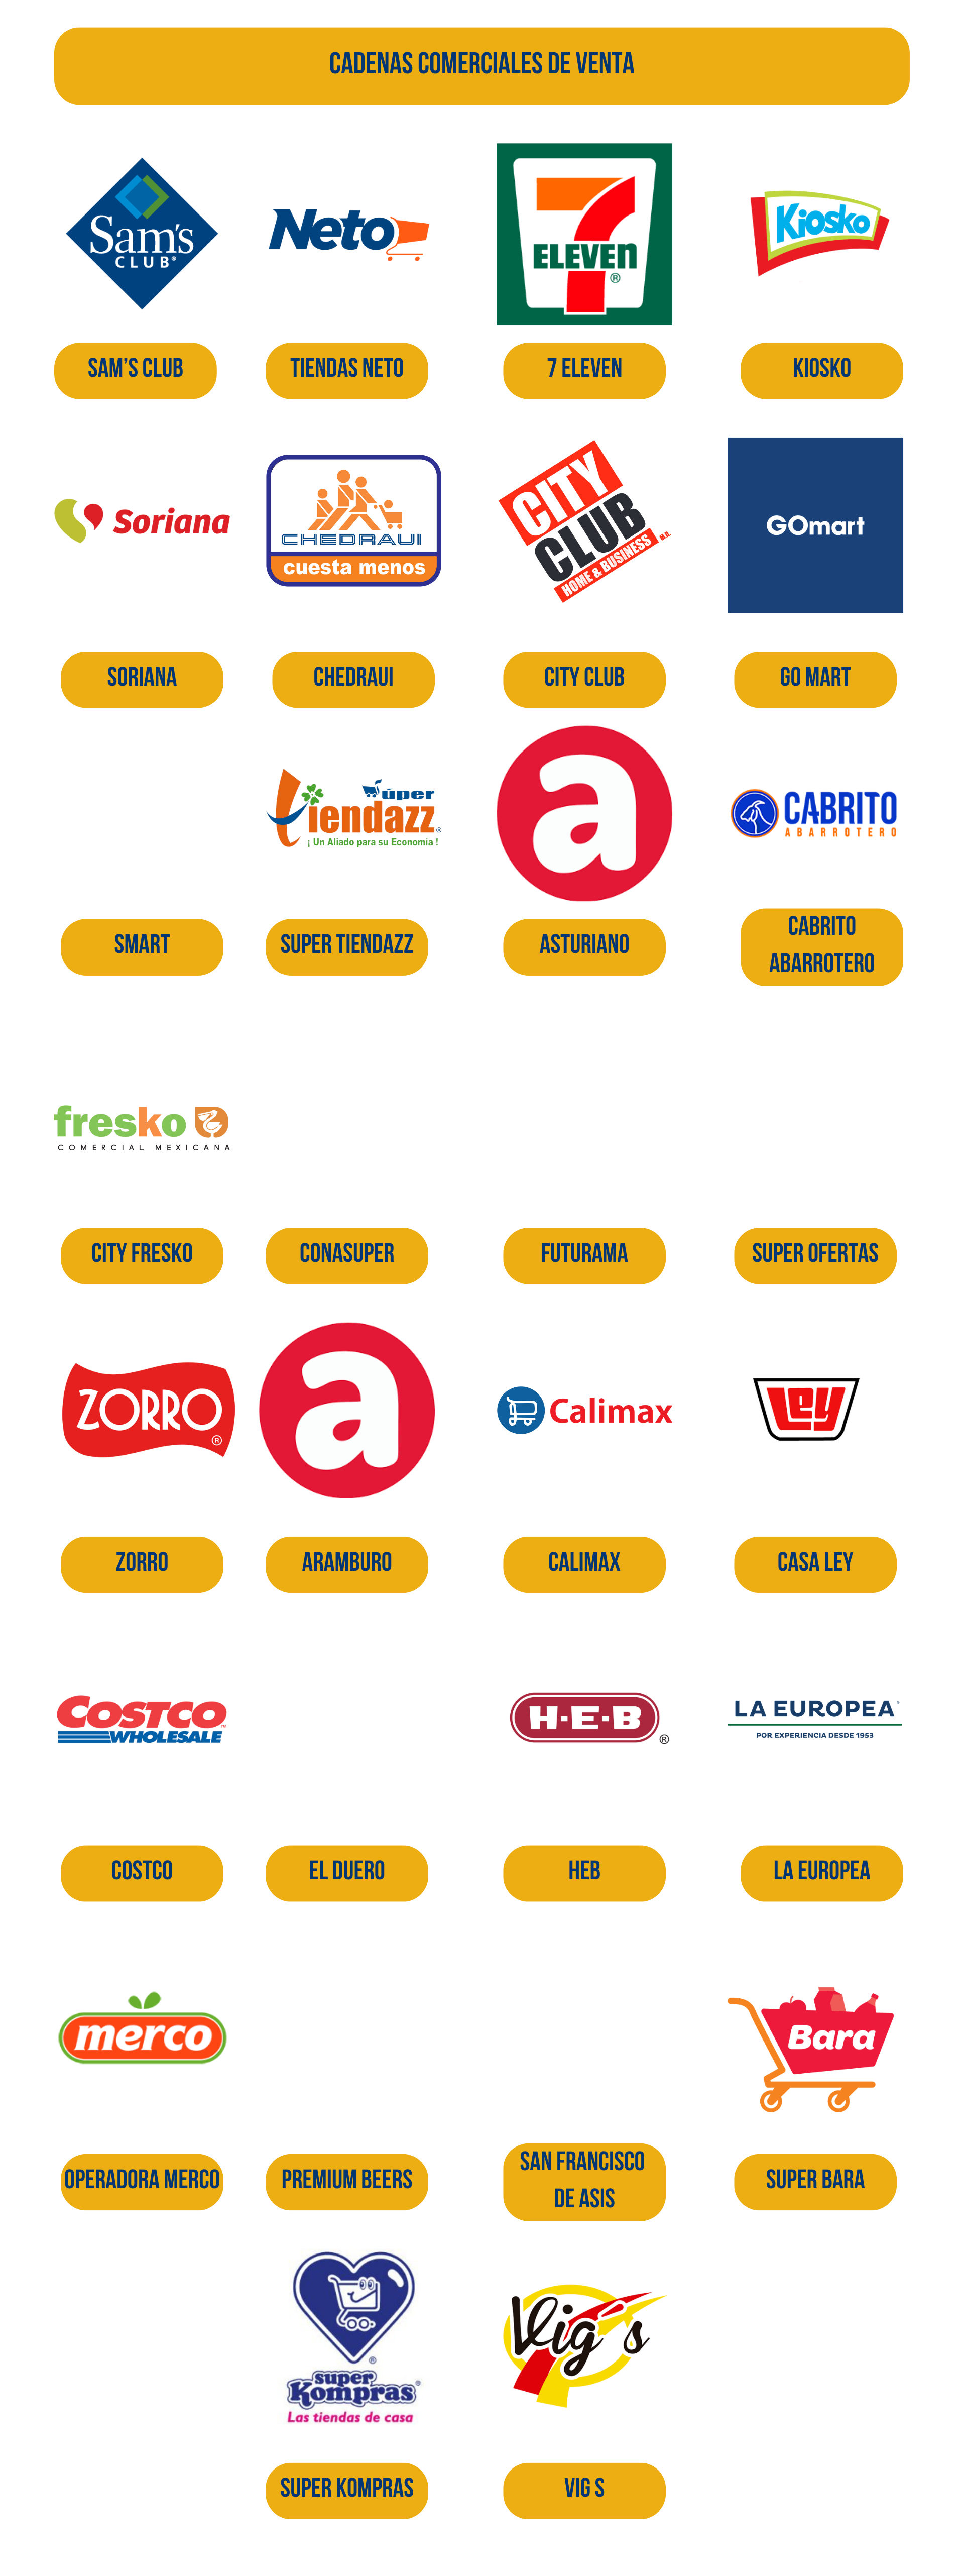 CADENAS COMERCIALES DE VENTA
Sam's
CLUB®
Neto
7
ELEVEn
®
Kiosko
SAM'S CLUB
TIENDAS NETO
7 ELEVEN
KIOSKO
Soriana
CHEDRAUI
cuesta menos
CITY
CLUB
HOME & BUSINESS M.R.
GOmart
SORIANA
CHEDRAUI
CITY CLUB
GO MART
súper
tiendazz®
¡ Un Aliado para su Economía !
a
CABRITO
ABARROTERO
SMART
SUPER TIENDAZZ
ASTURIANO
CABRITO
ABARROTERO
fresko
COMERCIAL MEXICANA
CITY FRESKO
CONASUPER
FUTURAMA
SUPER OFERTAS
ZORRO
®
a
Calimax
LEY
ZORRO
ARAMBURO
CALIMAX
CASA LEY
COSTCO
WHOLESALE
H-E-B
®
LA EUROPEA
POR EXPERIENCIA DESDE 1953
COSTCO
EL DUERO
HEB
LA EUROPEA
merco
Bara
OPERADORA MERCO
PREMIUM BEERS
SAN FRANCISCO
DE ASIS
SUPER BARA
®
super
Kompras®
Las tiendas de casa
Vig´s
SUPER KOMPRAS
VIG S